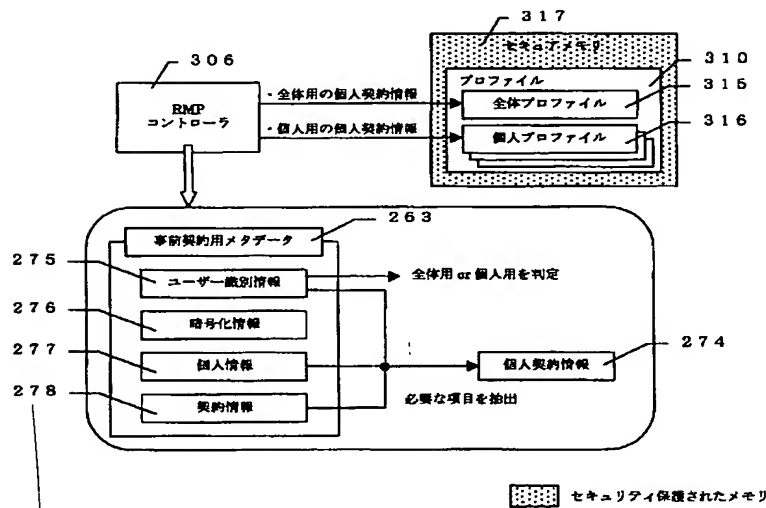 317
セキュアメモリ
306
310
プロファイル
RMP
コントローラ
・全体用の個人契約情報
全体プロファイル
315
・個人用の個人契約情報
個人プロファイル
316
263
事前契約用メタデータ
275
ユーザー識別情報
全体用 or 個人用を判定
276
暗号化情報
277
個人情報
274
個人契約情報
278
契約情報
必要な項目を抽出
セキュリティ保護されたメモリ